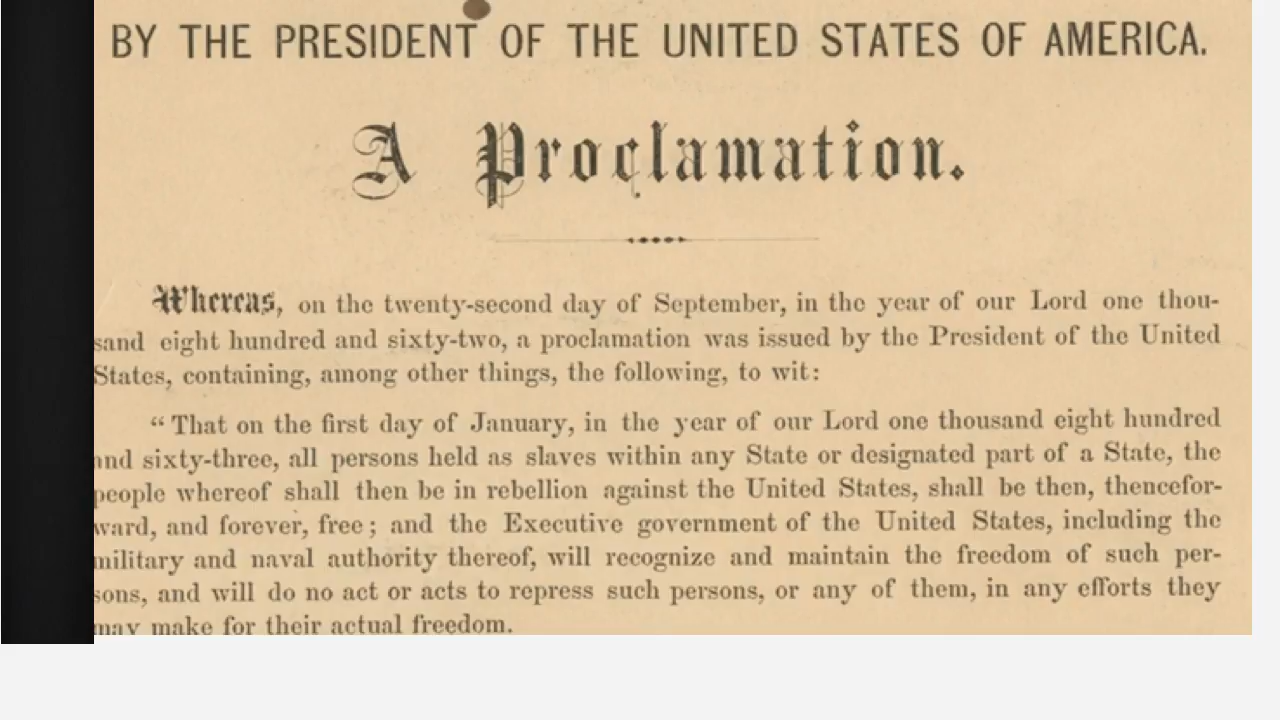 BY THE PRESIDENT OF THE UNITED STATES OF AMERICA.
A Proclamation.
Whereas, on the twenty-second day of September, in the year of our Lord one thou-
sand eight hundred and sixty-two, a proclamation was issued by the President of the United
States, containing, among other things, the following, to wit:
“That on the first day of January, in the year of our Lord one thousand eight hundred
and sixty-three, all persons held as slaves within any State or designated part of a State, the
people whereof shall then be in rebellion against the United States, shall be then, thencefor-
ward, and forever, free; and the Executive government of the United States, including the
military and naval authority thereof, will recognize and maintain the freedom of such per-
sons, and will do no act or acts to repress such persons, or any of them, in any efforts they
may make for their actual freedom.